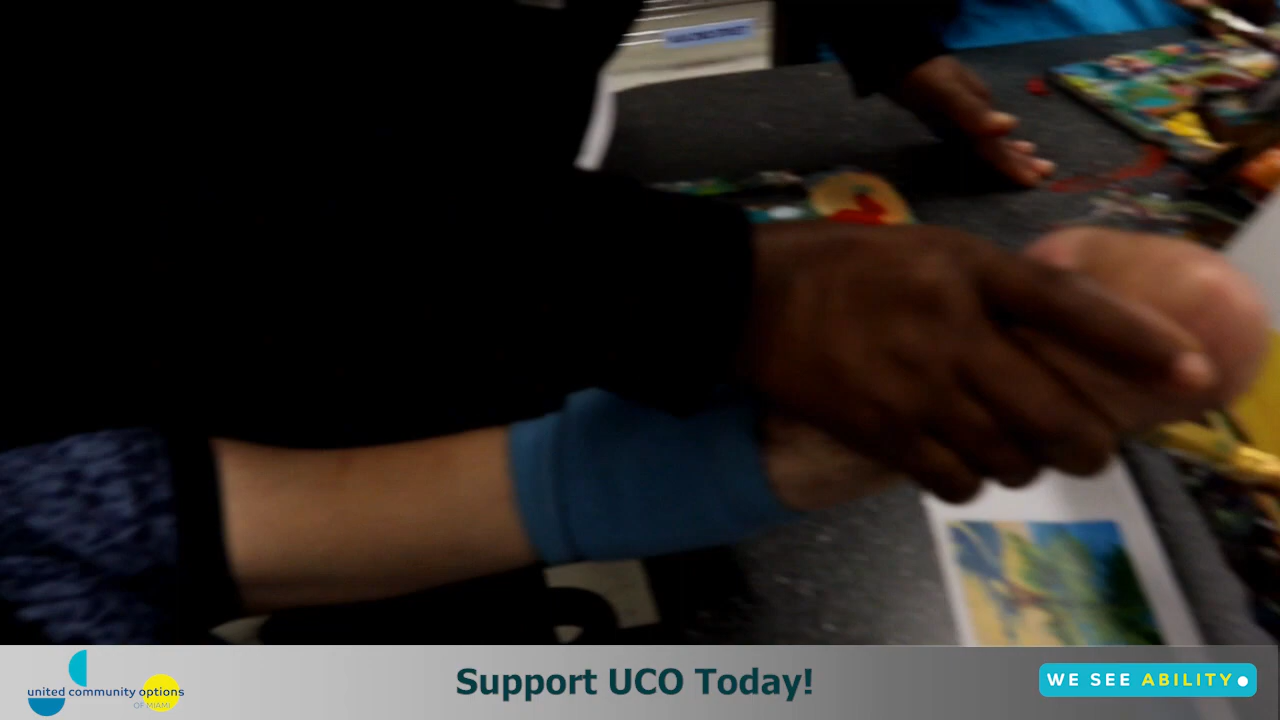 united community options
OF MIAMI
Support UCO Today!
WE SEE ABILITY.